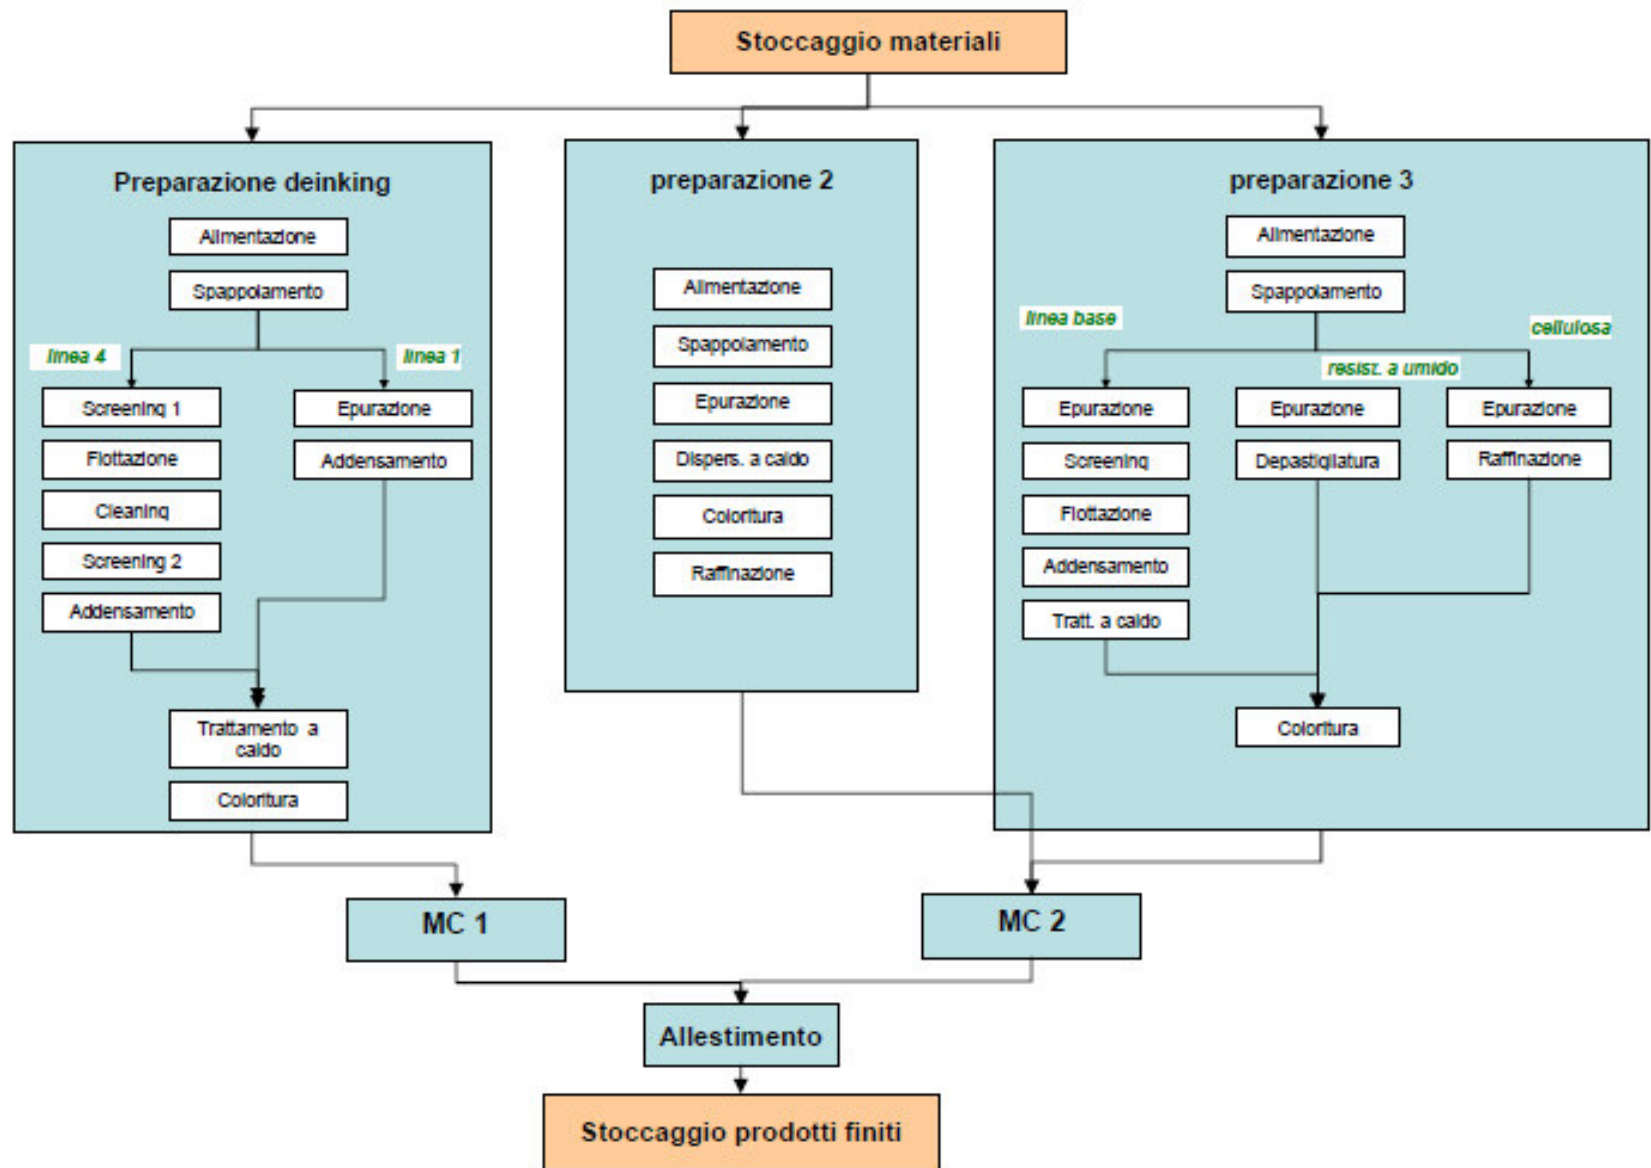 Stoccaggio materiali
Preparazione deinking
Alimentazione
Spappolamento
linea 4
linea 1
Screening 1
Flottazione
Cleaning
Screening 2
Addensamento
Epurazione
Addensamento
Trattamento a
caldo
Coloritura
preparazione 2
Alimentazione
Spappolamento
Epurazione
Dispers. a caldo
Coloritura
Raffinazione
preparazione 3
Alimentazione
Spappolamento
linea base
resist. a umido
cellulosa
Epurazione
Screening
Flottazione
Addensamento
Tratt. a caldo
Epurazione
Depastigliatura
Epurazione
Raffinazione
Coloritura
MC 1
MC 2
Allestimento
Stoccaggio prodotti finiti